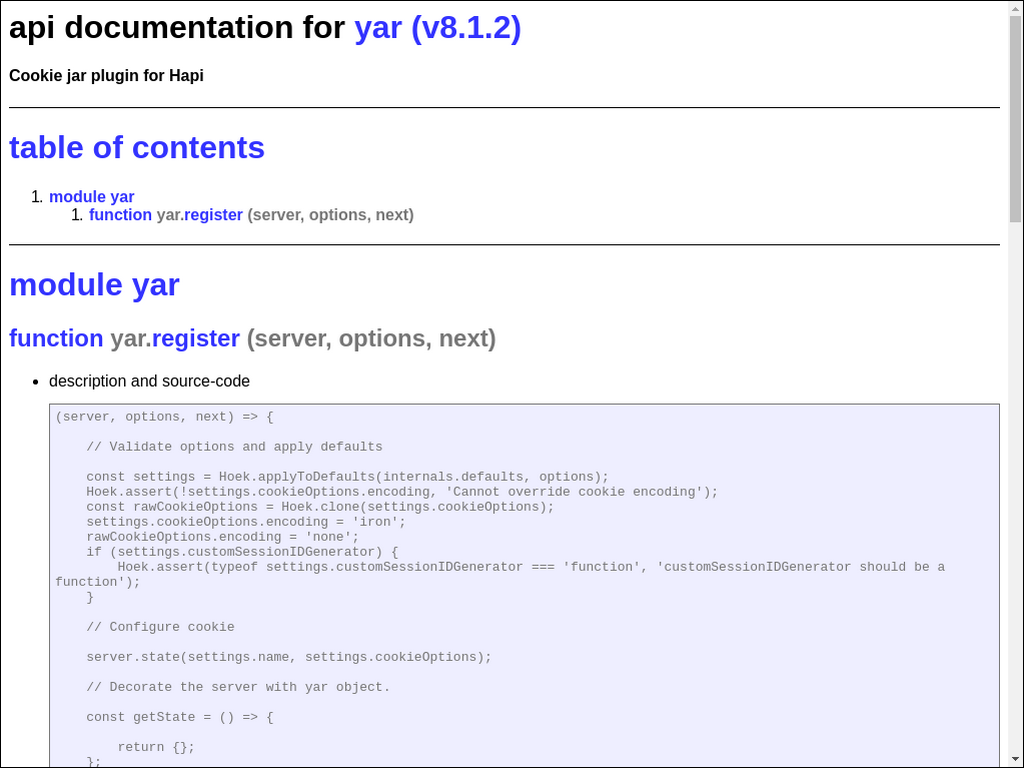 api documentation for yar (v8.1.2)
Cookie jar plugin for Hapi
table of contents
1. module yar
1. function yar.register (server, options, next)
module yar
function yar.register (server, options, next)
• description and source-code
(server, options, next) => {
    // Validate options and apply defaults
    const settings = Hoek.applyToDefaults(internals.defaults, options);
    Hoek.assert(!settings.cookieOptions.encoding, 'Cannot override cookie encoding');
    const rawCookieOptions = Hoek.clone(settings.cookieOptions);
    settings.cookieOptions.encoding = 'iron';
    rawCookieOptions.encoding = 'none';
    if (settings.customSessionIDGenerator) {
        Hoek.assert(typeof settings.customSessionIDGenerator === 'function', 'customSessionIDGenerator should be a
function');
    }
    // Configure cookie
    server.state(settings.name, settings.cookieOptions);
    // Decorate the server with yar object.
    const getState = () => {
        return {};
    };